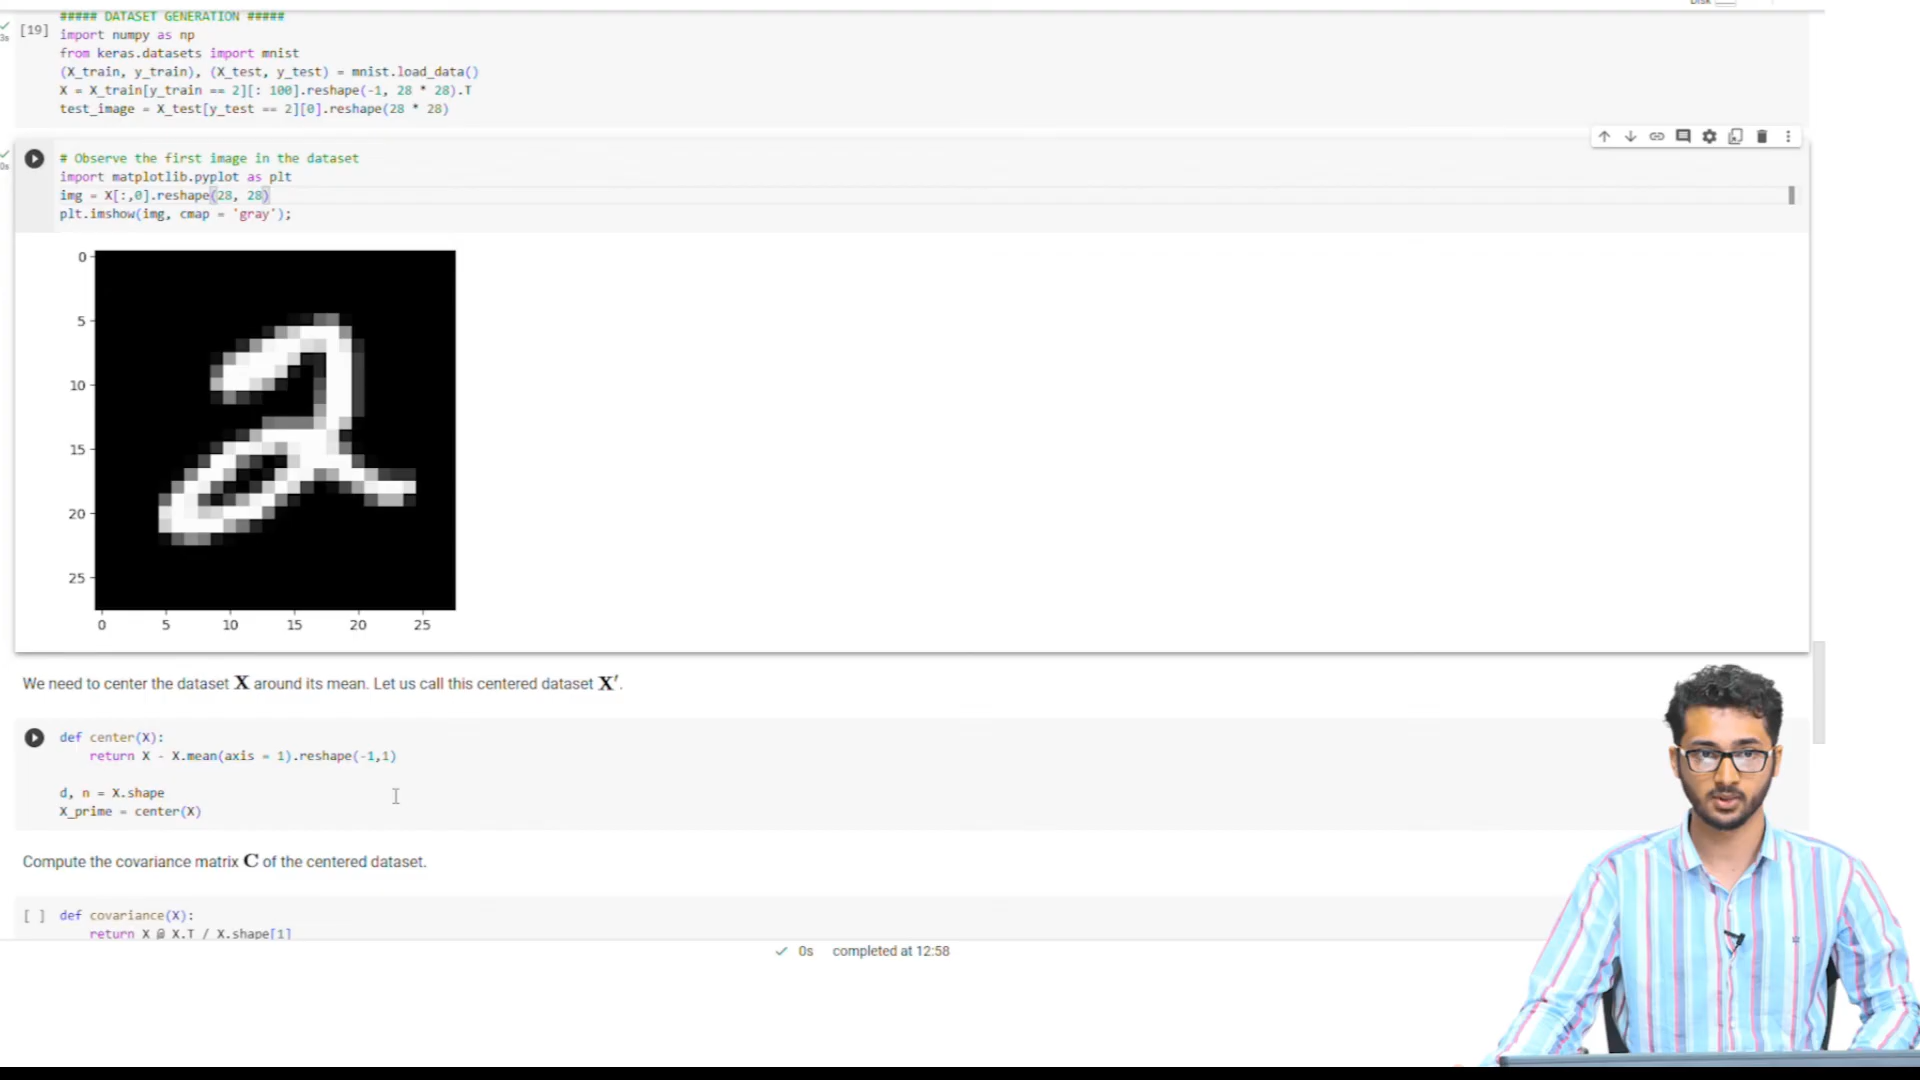 ##### DATASET GENERATION #####
[19]
import numpy as np
3s
from keras.datasets import mnist
(X_train, y_train), (X_test, y_test) = mnist.load_data()
X = X_train[y_train == 2][: 100].reshape(-1, 28 * 28).T
test_image = X_test[y_test == 2][0].reshape(28 * 28)
# Observe the first image in the dataset
0s
import matplotlib.pyplot as plt
img = X[:,0].reshape(28, 28)
plt.imshow(img, cmap = 'gray');
0
5
10
15
20
25
0 5 10 15 20 25
We need to center the dataset X around its mean. Let us call this centered dataset X′.
def center(X):
return X - X.mean(axis = 1).reshape(-1,1)
d, n = X.shape
X_prime = center(X)
Compute the covariance matrix C of the centered dataset.
[ ] def covariance(X):
return X @ X.T / X.shape[1]
0s completed at 12:58